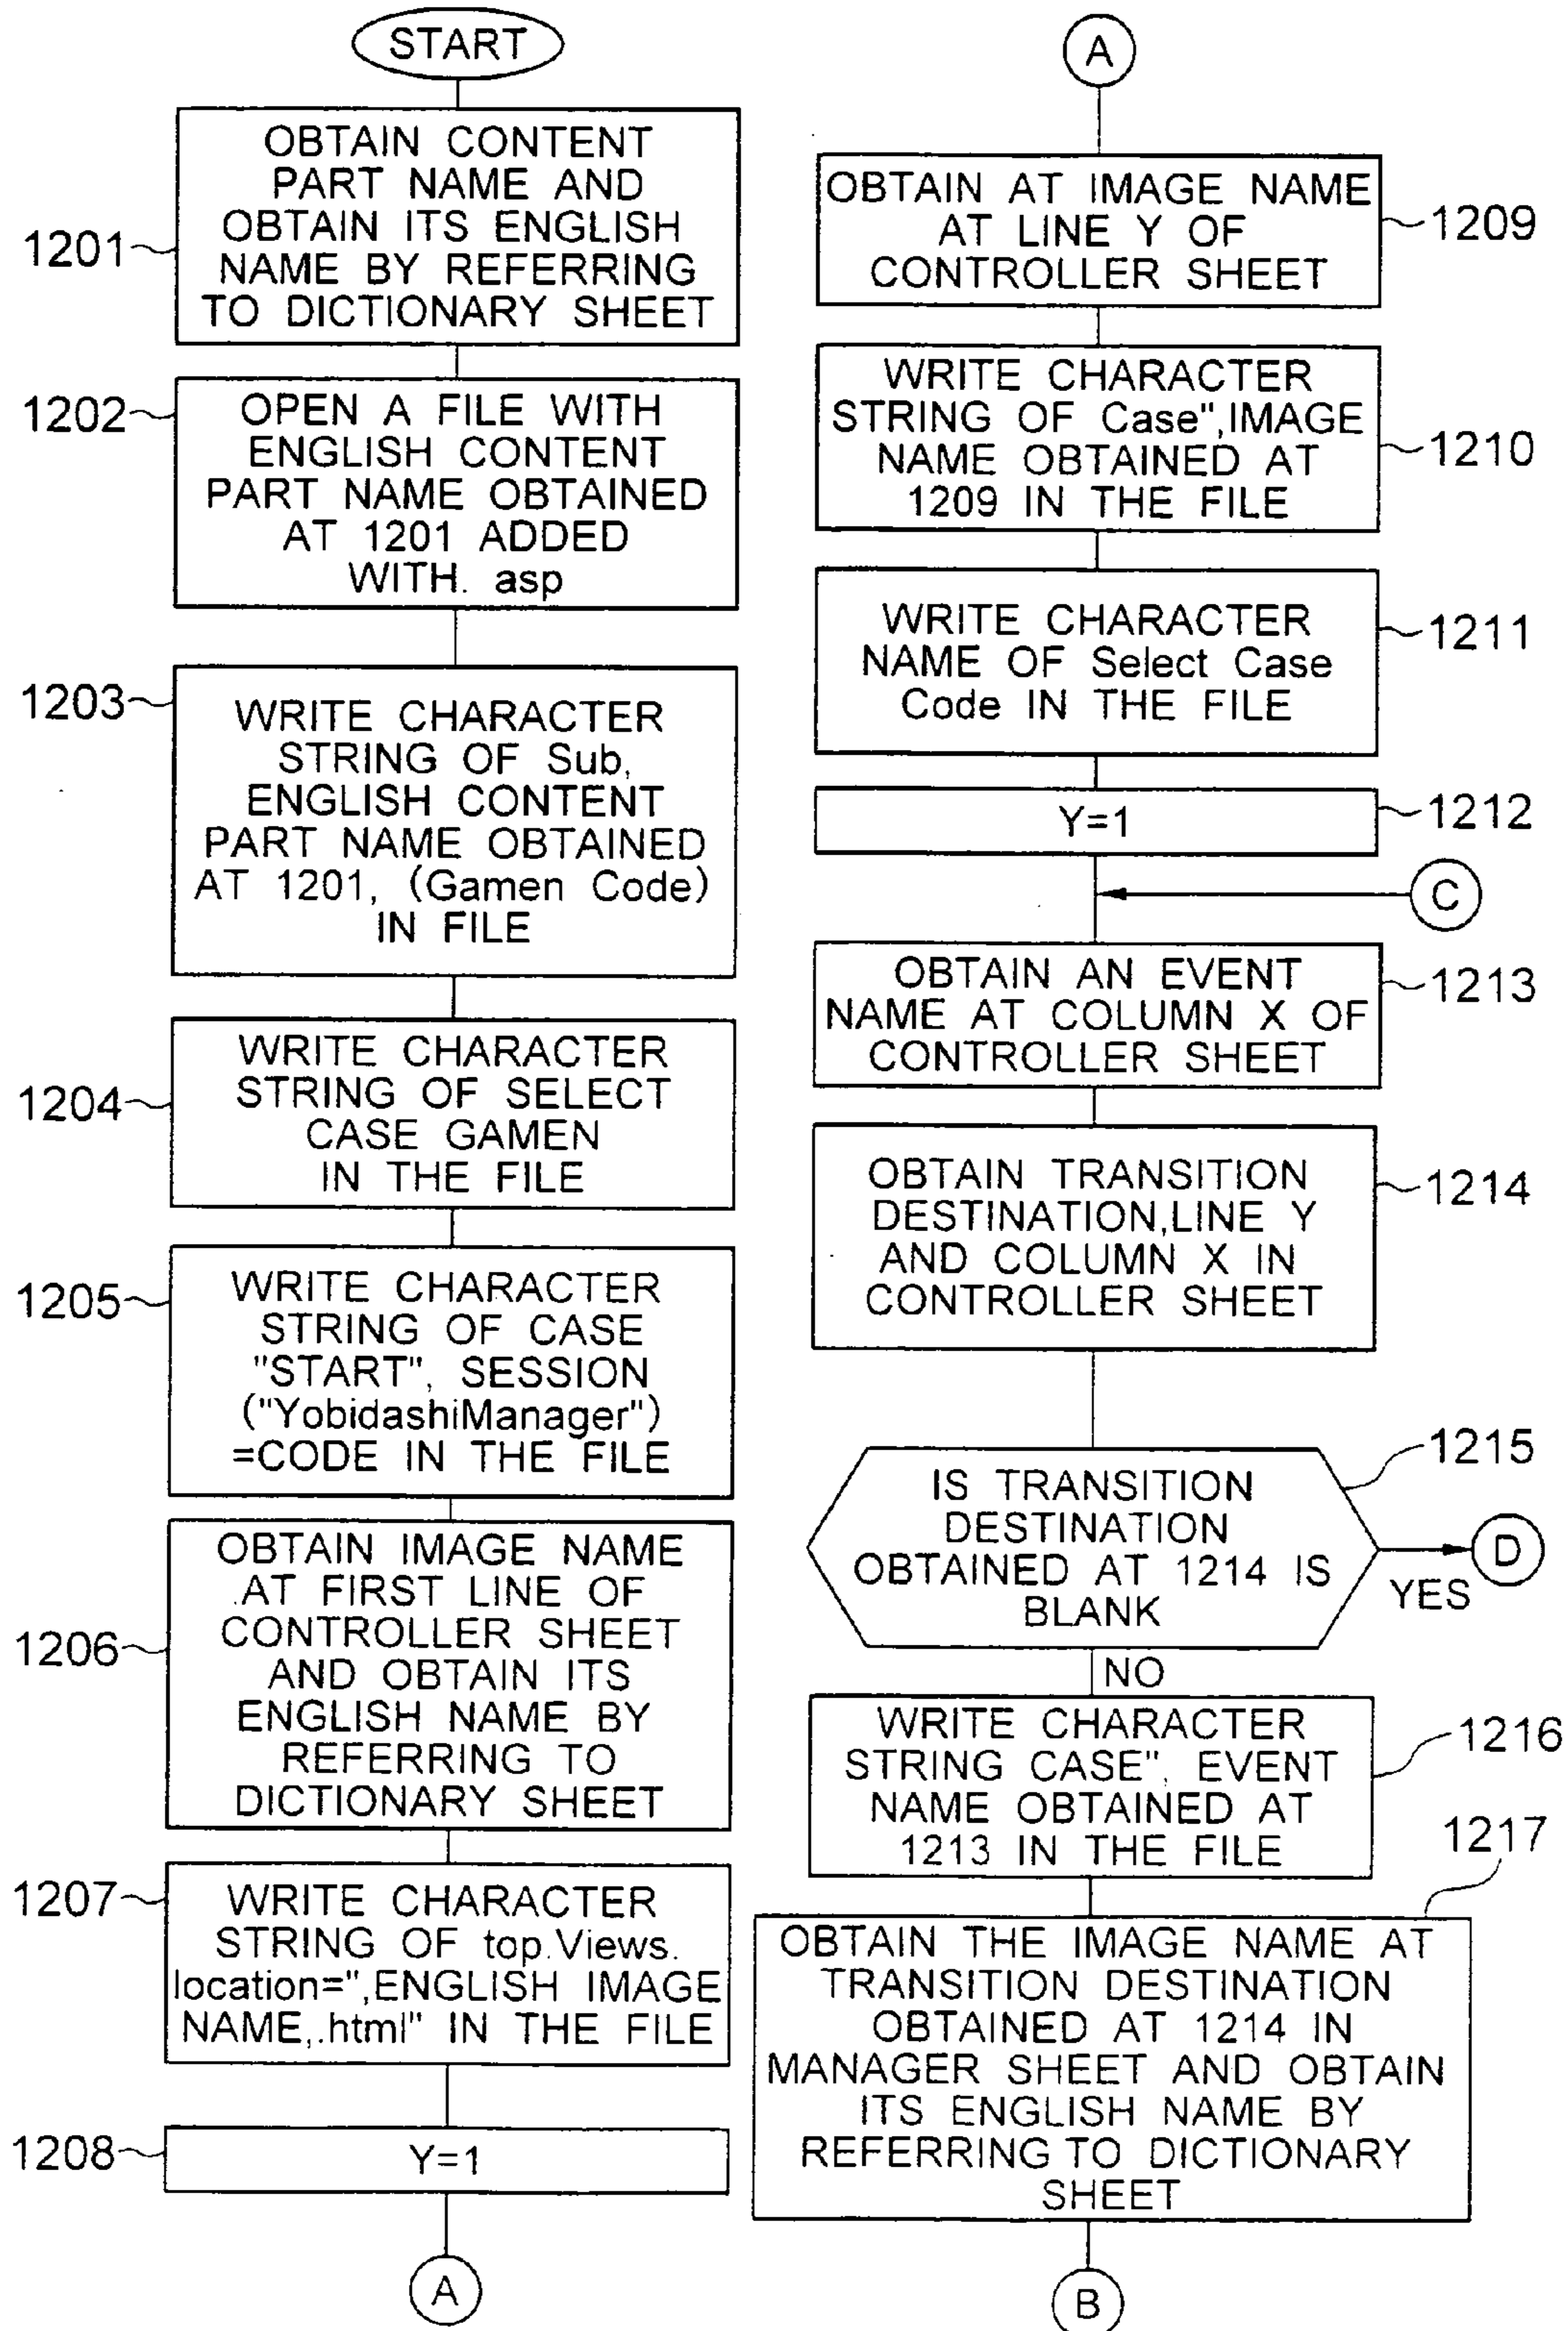 START
1201
OBTAIN CONTENT
PART NAME AND
OBTAIN ITS ENGLISH
NAME BY REFERRING
TO DICTIONARY SHEET
1202
OPEN A FILE WITH
ENGLISH CONTENT
PART NAME OBTAINED
AT 1201 ADDED
WITH. asp
1203
WRITE CHARACTER
STRING OF Sub,
ENGLISH CONTENT
PART NAME OBTAINED
AT 1201, (Gamen Code)
IN FILE
1204
WRITE CHARACTER
STRING OF SELECT
CASE GAMEN
IN THE FILE
1205
WRITE CHARACTER
STRING OF CASE
"START", SESSION
("YobidashiManager")
=CODE IN THE FILE
1206
OBTAIN IMAGE NAME
AT FIRST LINE OF
CONTROLLER SHEET
AND OBTAIN ITS
ENGLISH NAME BY
REFERRING TO
DICTIONARY SHEET
1207
WRITE CHARACTER
STRING OF top.Views.
location=",ENGLISH IMAGE
NAME,.html" IN THE FILE
1208
Y=1
A
A
OBTAIN AT IMAGE NAME
AT LINE Y OF
CONTROLLER SHEET
1209
WRITE CHARACTER
STRING OF Case",IMAGE
NAME OBTAINED AT
1209 IN THE FILE
1210
WRITE CHARACTER
NAME OF Select Case
Code IN THE FILE
1211
Y=1
1212
C
OBTAIN AN EVENT
NAME AT COLUMN X OF
CONTROLLER SHEET
1213
OBTAIN TRANSITION
DESTINATION,LINE Y
AND COLUMN X IN
CONTROLLER SHEET
1214
IS TRANSITION
DESTINATION
OBTAINED AT 1214 IS
BLANK
1215
D
YES
NO
WRITE CHARACTER
STRING CASE", EVENT
NAME OBTAINED AT
1213 IN THE FILE
1216
1217
OBTAIN THE IMAGE NAME AT
TRANSITION DESTINATION
OBTAINED AT 1214 IN
MANAGER SHEET AND OBTAIN
ITS ENGLISH NAME BY
REFERRING TO DICTIONARY
SHEET
B